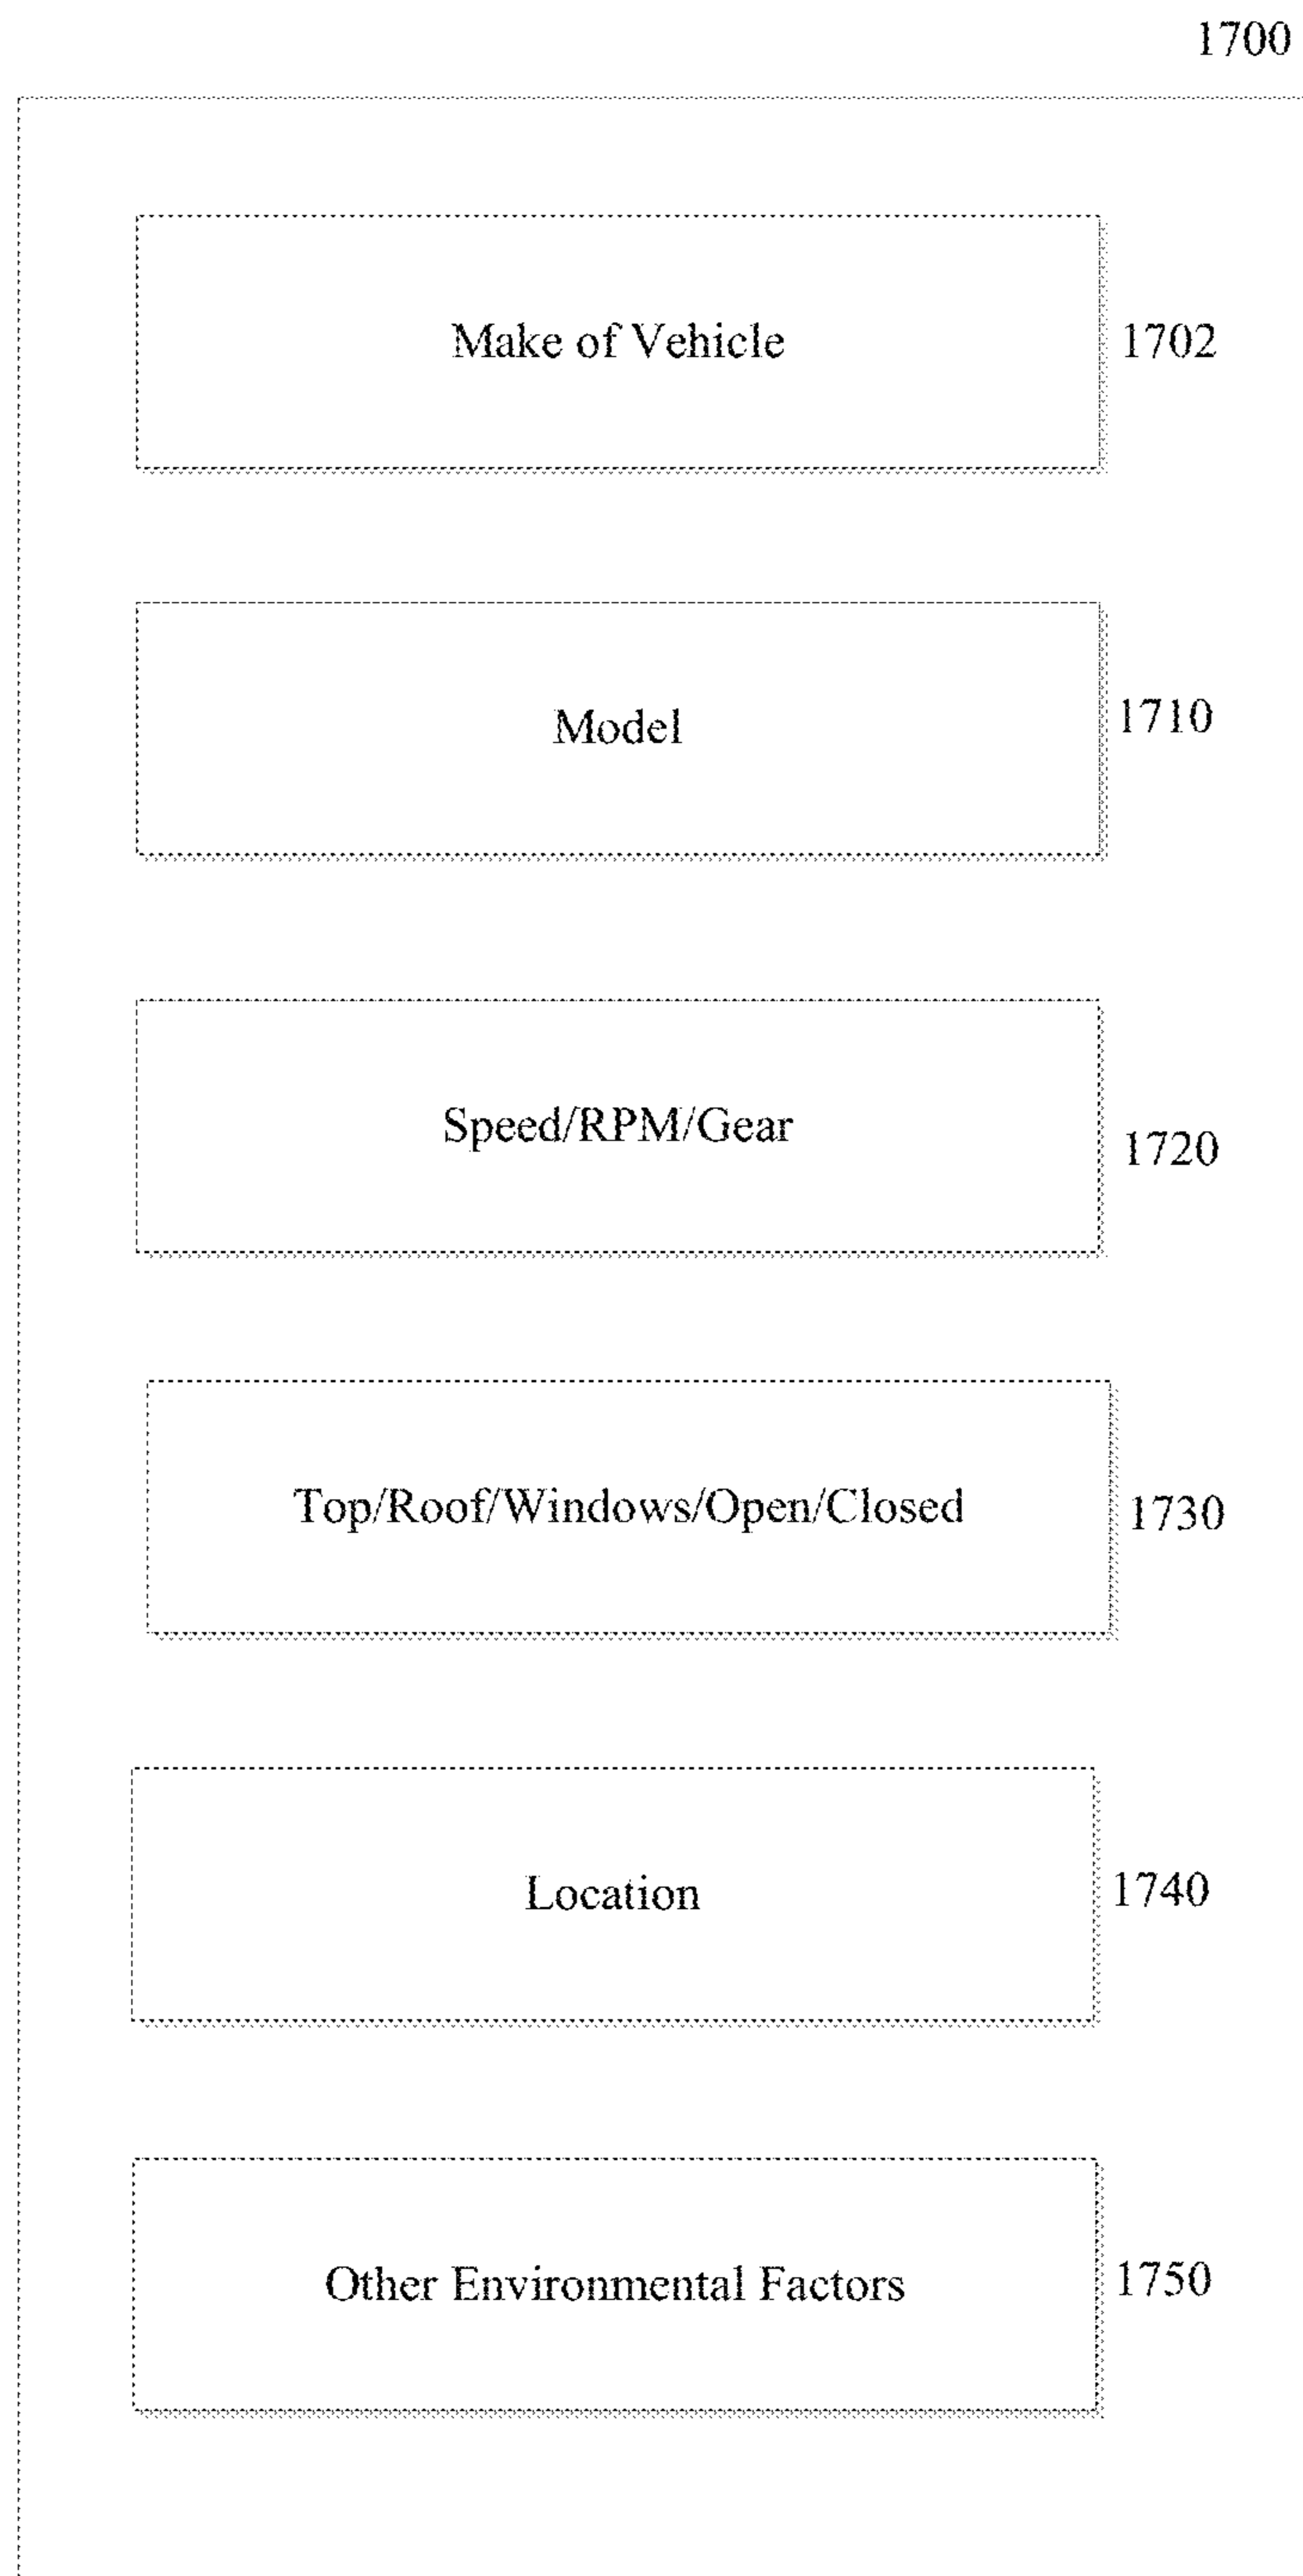 1700
Make of Vehicle 1702
Model 1710
Speed/RPM/Gear 1720
Top/Roof/Windows/Open/Closed 1730
Location 1740
Other Environmental Factors 1750